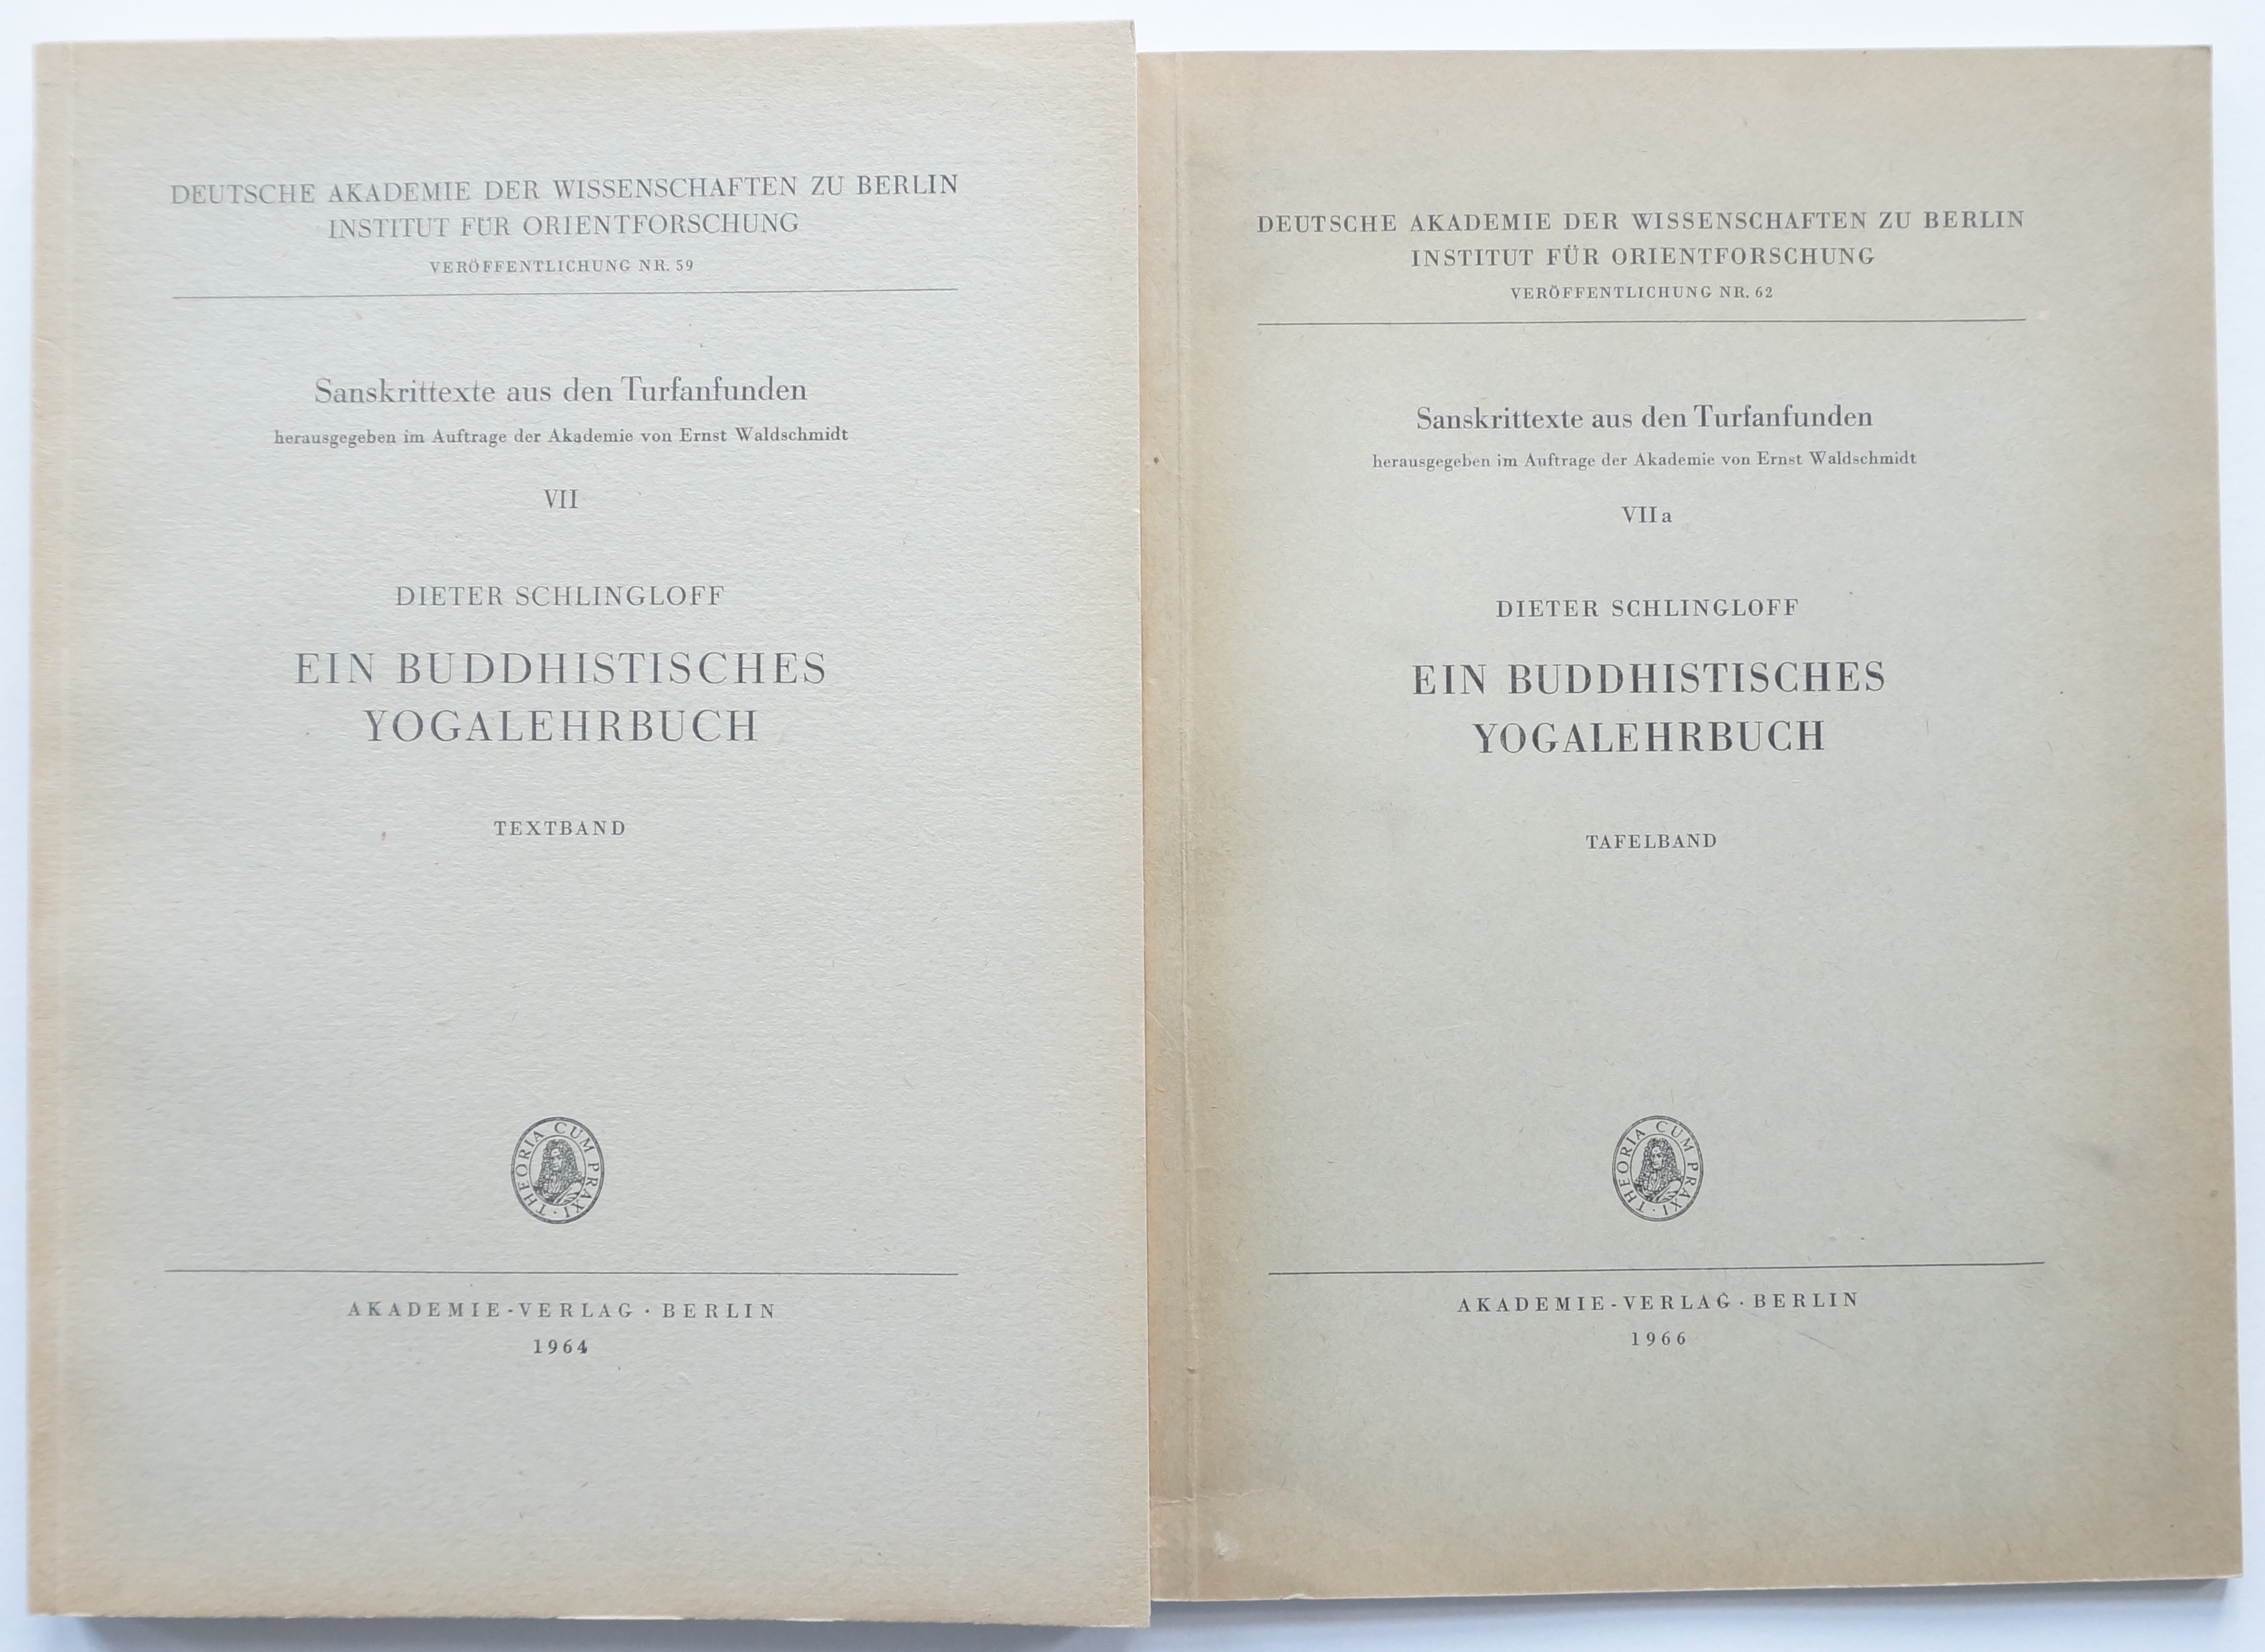 DEUTSCHE AKADEMIE DER WISSENSCHAFTEN ZU BERLIN
INSTITUT FÜR ORIENTFORSCHUNG
VERÖFFENTLICHUNG NR. 59
Sanskrittexte aus den Turfanfunden
herausgegeben im Auftrage der Akademie von Ernst Waldschmidt
VII
DIETER SCHLINGLOFF
EIN BUDDHISTISCHES
YOGALEHRBUCH
TEXTBAND
THEORIA CUM PRAXI
AKADEMIE-VERLAG · BERLIN
1964
DEUTSCHE AKADEMIE DER WISSENSCHAFTEN ZU BERLIN
INSTITUT FÜR ORIENTFORSCHUNG
VERÖFFENTLICHUNG NR. 62
Sanskrittexte aus den Turfanfunden
herausgegeben im Auftrage der Akademie von Ernst Waldschmidt
VII a
DIETER SCHLINGLOFF
EIN BUDDHISTISCHES
YOGALEHRBUCH
TAFELBAND
THEORIA CUM PRAXI
AKADEMIE-VERLAG · BERLIN
1966